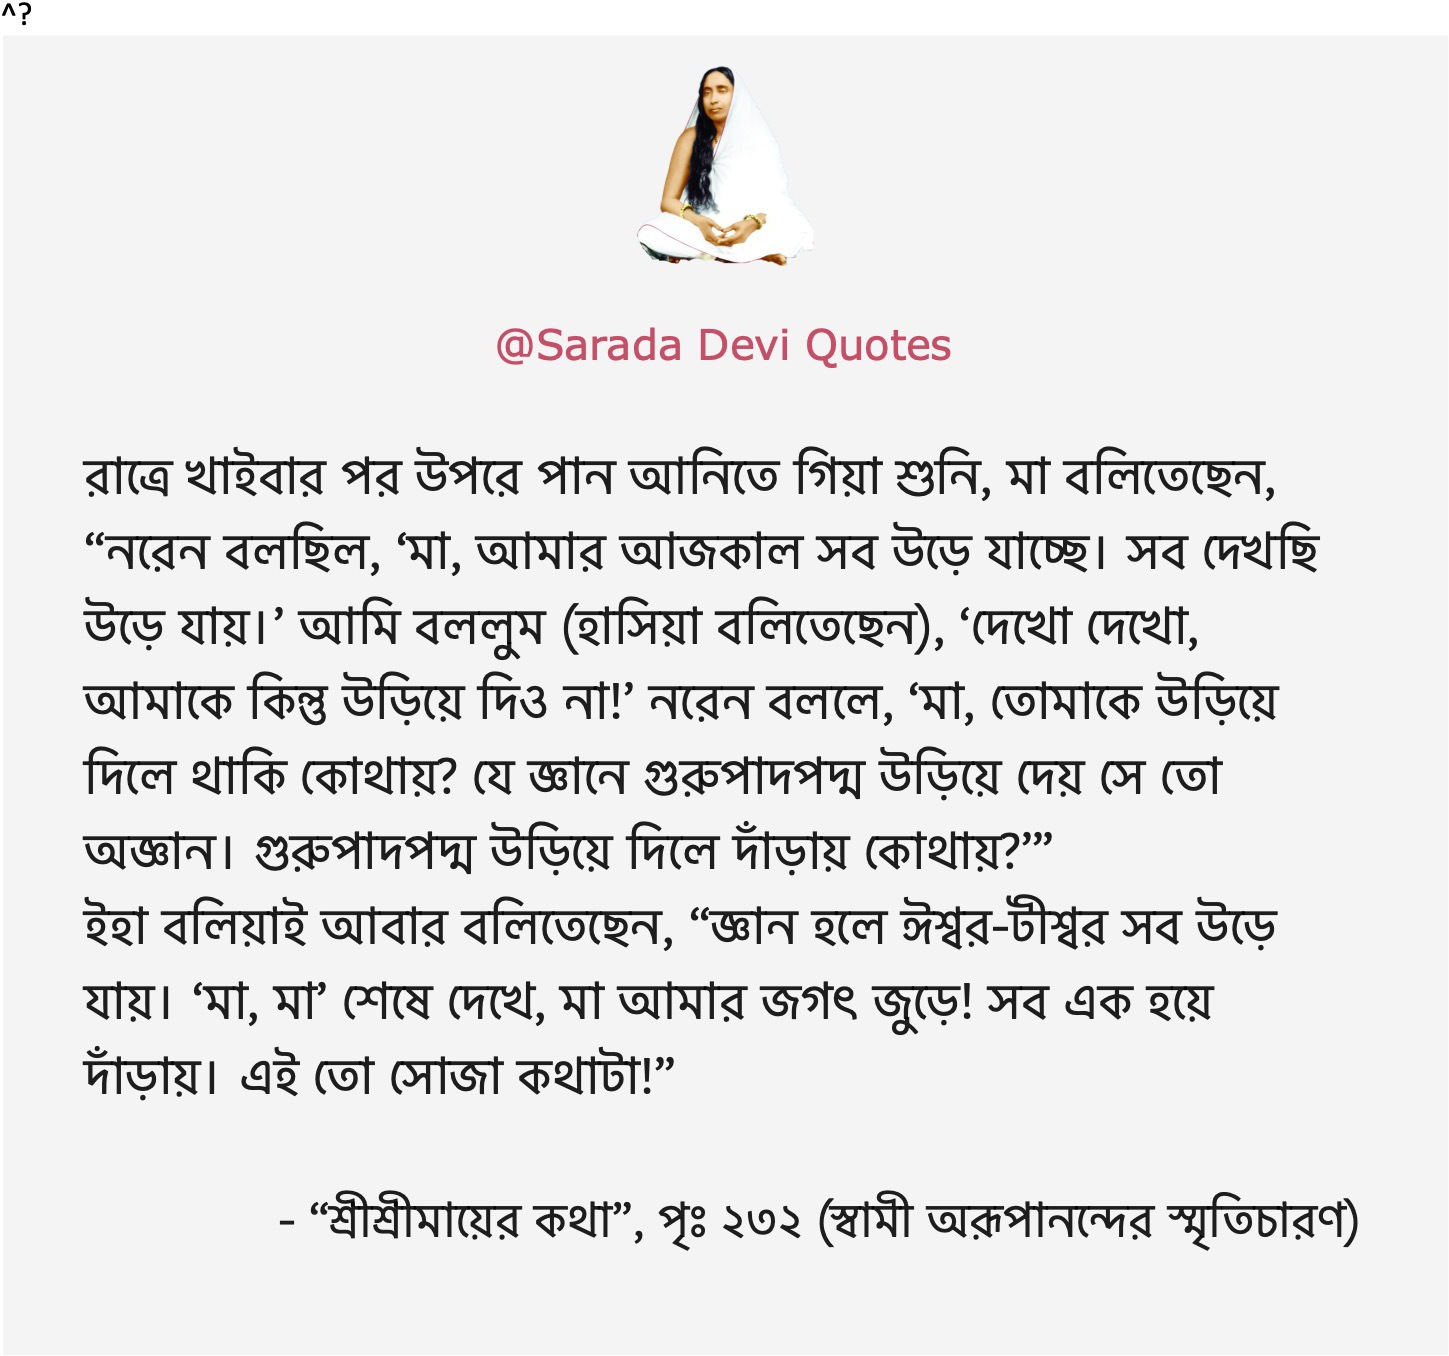 ^?
@Sarada Devi Quotes
রাত্রে খাইবার পর উপরে পান আনিতে গিয়া শুনি, মা বলিতেছেন,
“নরেন বলছিল, ‘মা, আমার আজকাল সব উড়ে যাচ্ছে। সব দেখছি
উড়ে যায়।’ আমি বললুম (হাসিয়া বলিতেছেন), ‘দেখো দেখো,
আমাকে কিন্তু উড়িয়ে দিও না!’ নরেন বললে, ‘মা, তোমাকে উড়িয়ে
দিলে থাকি কোথায়? যে জ্ঞানে গুরুপাদপদ্ম উড়িয়ে দেয় সে তো
অজ্ঞান। গুরুপাদপদ্ম উড়িয়ে দিলে দাঁড়ায় কোথায়?’”
ইহা বলিয়াই আবার বলিতেছেন, “জ্ঞান হলে ঈশ্বর-টীশ্বর সব উড়ে
যায়। ‘মা, মা’ শেষে দেখে, মা আমার জগৎ জুড়ে! সব এক হয়ে
দাঁড়ায়। এই তো সোজা কথাটা!”
- “শ্রীশ্রীমায়ের কথা”, পৃঃ ২৩২ (স্বামী অরূপানন্দের স্মৃতিচারণ)